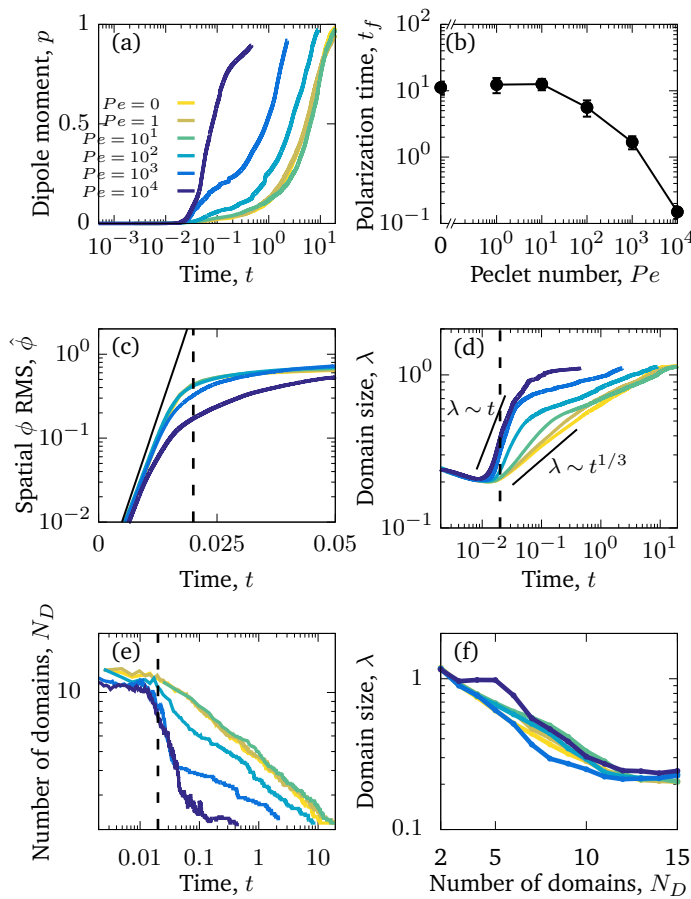 (a)
Dipole moment, p
1
0.5
0
Pe = 0
Pe = 1
Pe = 10^1
Pe = 10^2
Pe = 10^3
Pe = 10^4
10^−3 10^−2 10^−1 10^0 10^1
Time, t
(b)
Polarization time, t_f
10^2
10^1
10^0
10^−1
0 10^0 10^1 10^2 10^3 10^4
Peclet number, Pe
(c)
Spatial ϕ RMS, ϕ̂
10^0
10^−1
10^−2
0 0.025 0.05
Time, t
(d)
Domain size, λ
10^0
10^−1
λ ∼ t
λ ∼ t^1/3
10^−2 10^−1 10^0 10^1
Time, t
(e)
Number of domains, N_D
10
0.01 0.1 1 10
Time, t
(f)
Domain size, λ
1
0.1
2 5 10 15
Number of domains, N_D